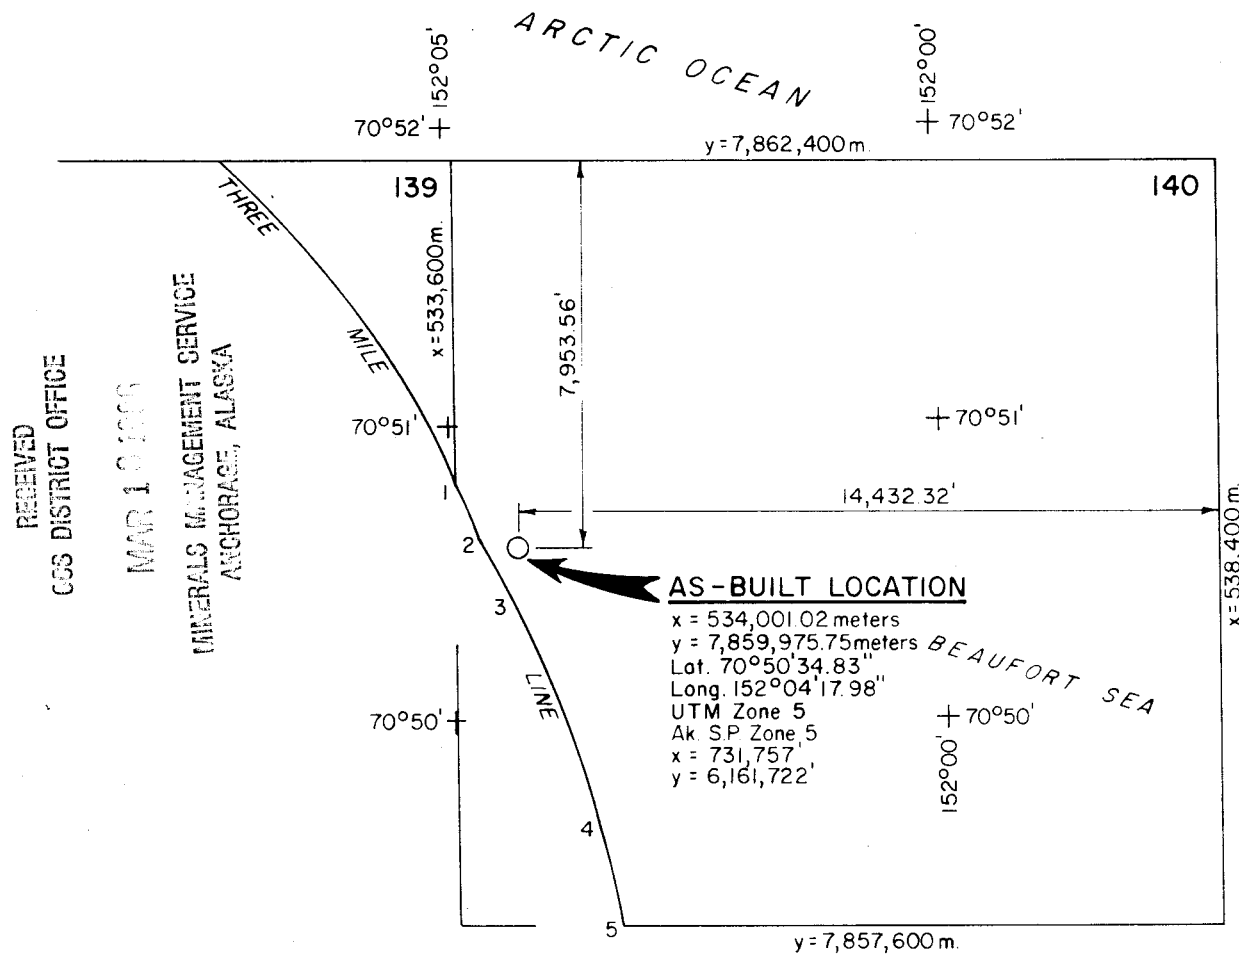 ARCTIC OCEAN
152°05'
152°00'
70°52'
70°52'
y = 7,862,400 m.
139
140
THREE
MILE
LINE
x = 533,600m.
7,953.56'
70°51'
70°51'
14,432.32'
1
2
3
4
5
x = 538,400 m.
AS-BUILT LOCATION
x = 534,001.02 meters
y = 7,859,975.75 meters
Lat. 70°50'34.83"
Long. 152°04'17.98"
UTM Zone 5
Ak. S.P. Zone 5
x = 731,757'
y = 6,161,722'
BEAUFORT SEA
70°50'
70°50'
152°00'
y = 7,857,600 m.
RECEIVED
DISTRICT OFFICE
MAR 1
MINERALS MANAGEMENT SERVICE
ANCHORAGE, ALASKA